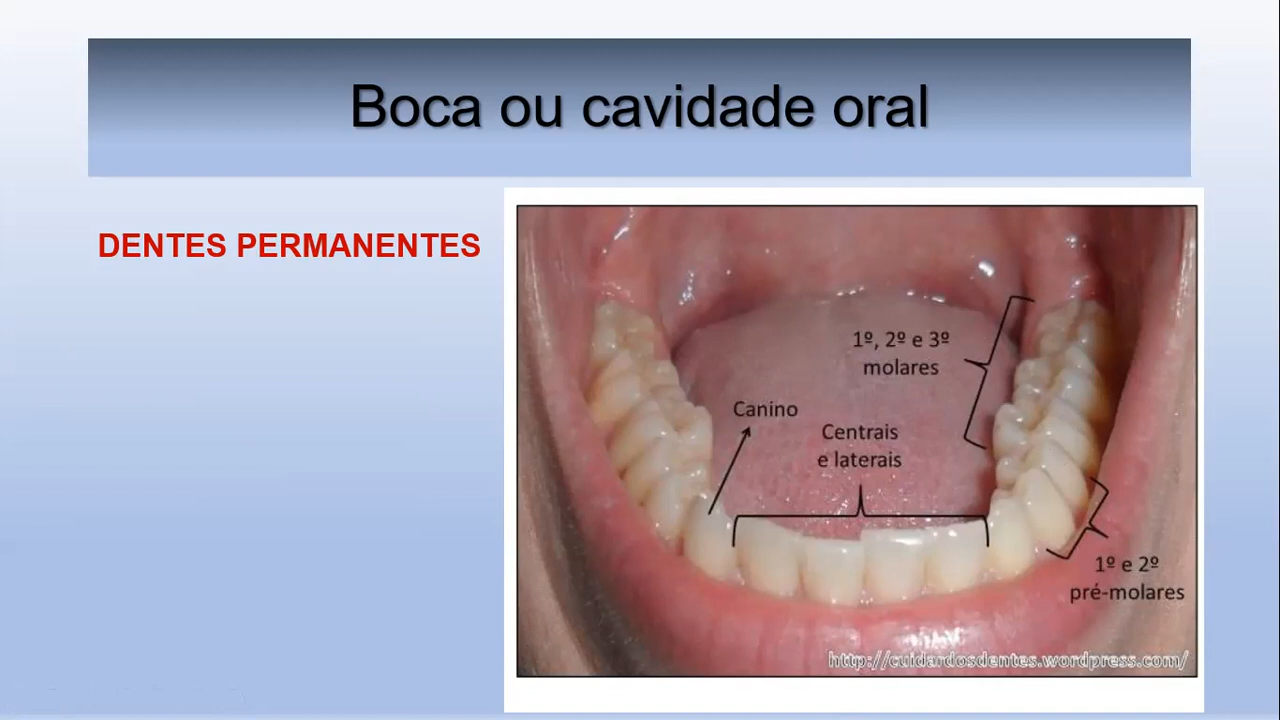 Boca ou cavidade oral
DENTES PERMANENTES
1º, 2º e 3º
molares
Canino
Centrais
e laterais
1º e 2º
pré-molares
http://cuidardosdentes.wordpress.com/